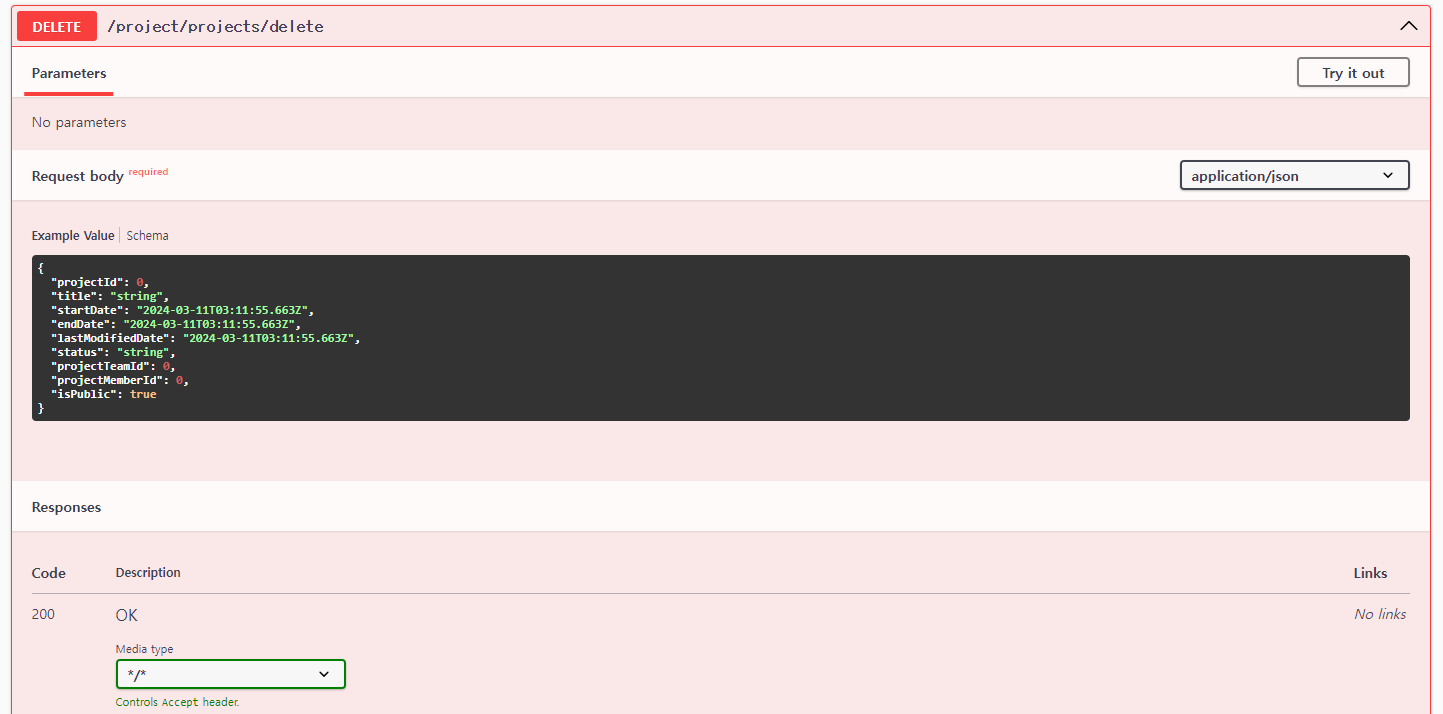 DELETE /project/projects/delete
Parameters
Try it out
No parameters
Request body required
application/json
Example Value | Schema
{
  "projectId": 0,
  "title": "string",
  "startDate": "2024-03-11T03:11:55.663Z",
  "endDate": "2024-03-11T03:11:55.663Z",
  "lastModifiedDate": "2024-03-11T03:11:55.663Z",
  "status": "string",
  "projectTeamId": 0,
  "projectMemberId": 0,
  "isPublic": true
}
Responses
Code Description Links
200 OK No links
Media type
*/*
Controls Accept header.